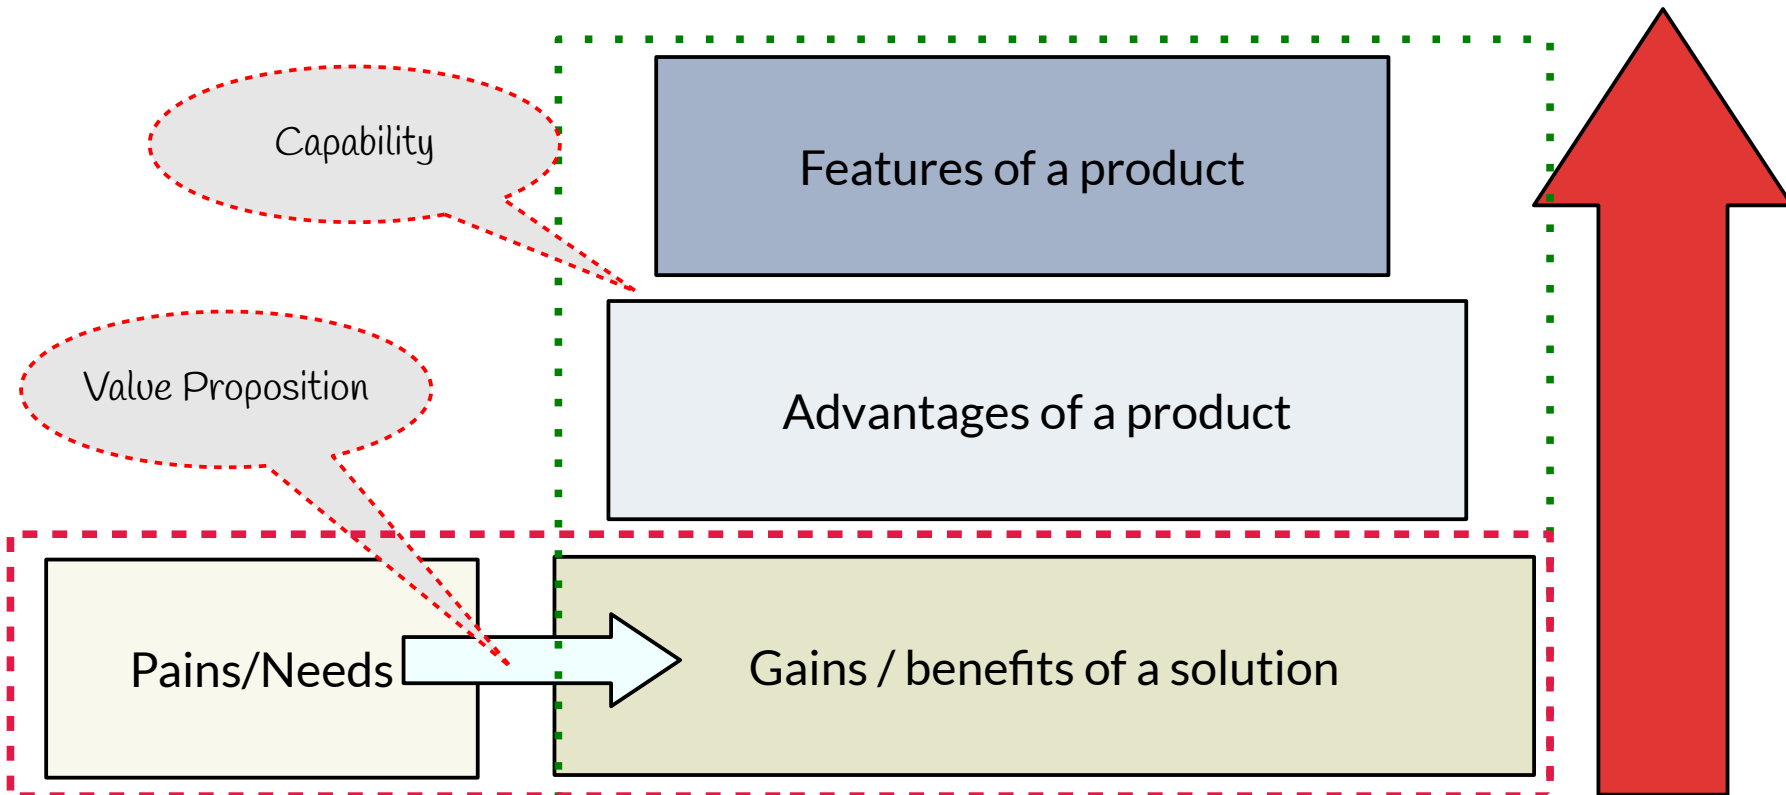 Capability
Features of a product
Value Proposition
Advantages of a product
Pains/Needs
Gains / benefits of a solution